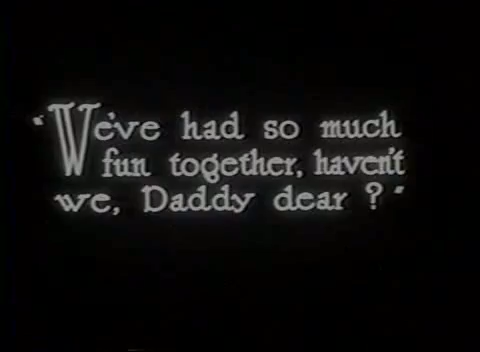 "We've had so much
fun together, haven't
we, Daddy dear ?"